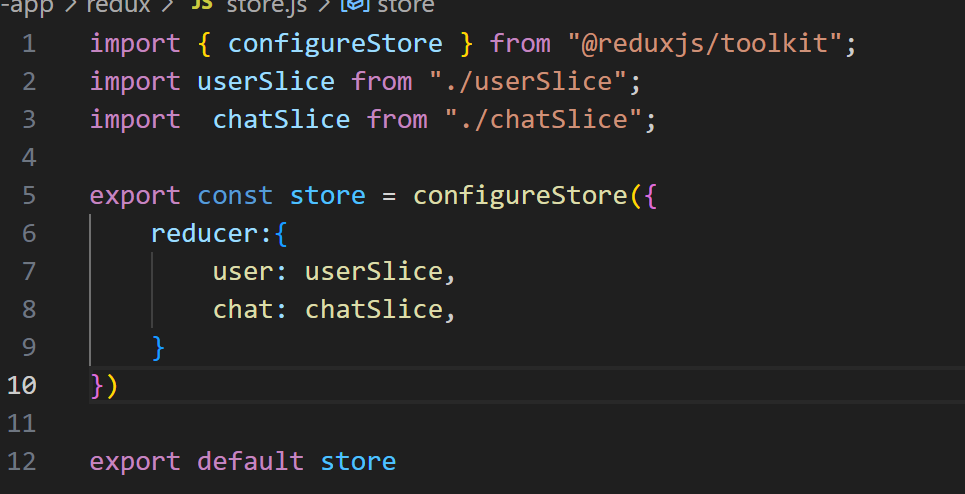 -app > redux > JS store.js > store
1 import { configureStore } from "@reduxjs/toolkit";
2 import userSlice from "./userSlice";
3 import  chatSlice from "./chatSlice";
4
5 export const store = configureStore({
6     reducer:{
7         user: userSlice,
8         chat: chatSlice,
9     }
10 })
11
12 export default store